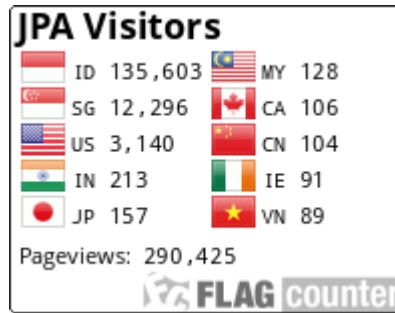 JPA Visitors
ID 135,603 MY 128
SG 12,296 CA 106
US 3,140 CN 104
IN 213 IE 91
JP 157 VN 89
Pageviews: 290,425
FLAG counter